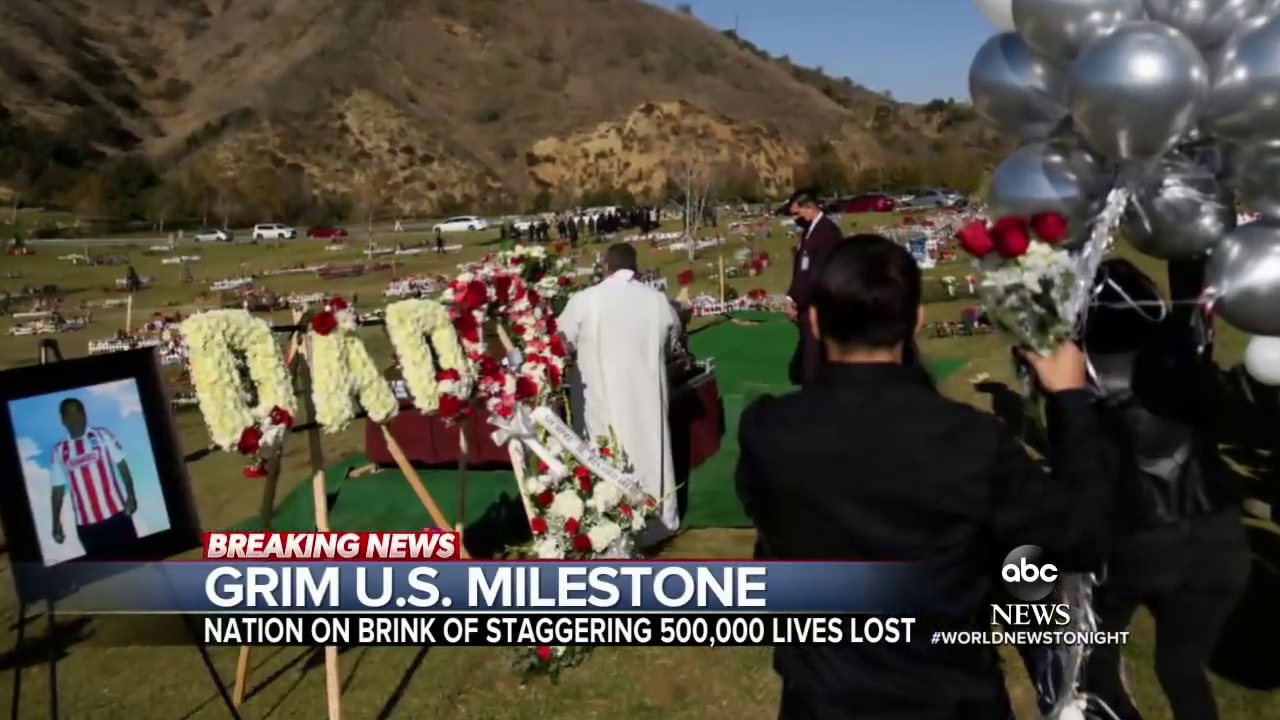 DAD
BREAKING NEWS
GRIM U.S. MILESTONE
NATION ON BRINK OF STAGGERING 500,000 LIVES LOST
abc
NEWS
#WORLDNEWSTONIGHT